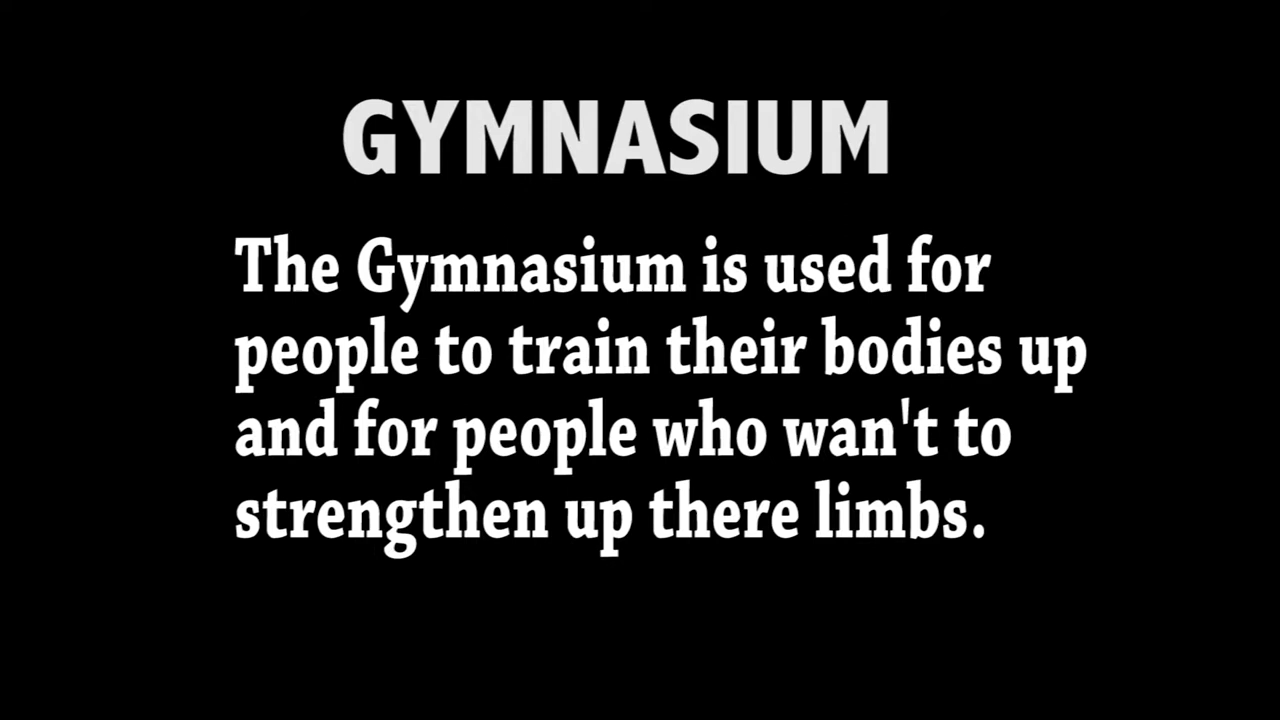 GYMNASIUM
The Gymnasium is used for
people to train their bodies up
and for people who wan't to
strengthen up there limbs.